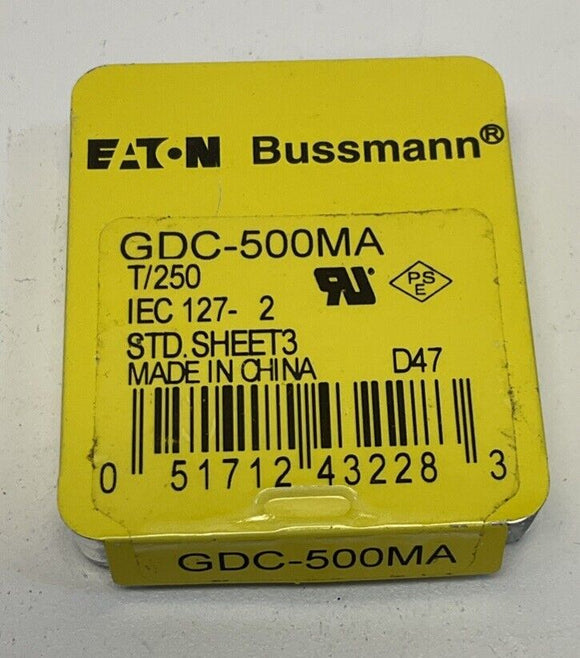 EATON Bussmann®
GDC-500MA
T/250
IEC 127- 2
STD. SHEET3
MADE IN CHINA D47
PS
E
0 51712 43228 3
GDC-500MA